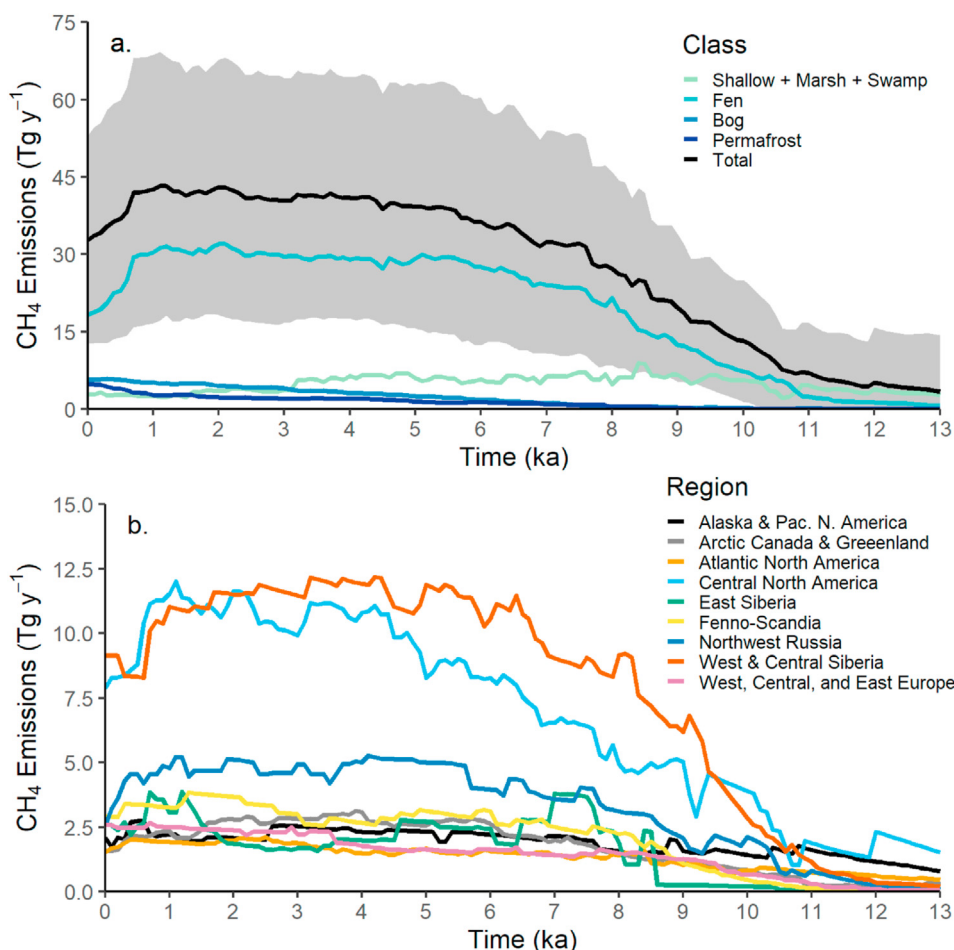 a.
CH₄ Emissions (Tg y⁻¹)
75
60
45
30
15
0
0 1 2 3 4 5 6 7 8 9 10 11 12 13
Time (ka)
Class
Shallow + Marsh + Swamp
Fen
Bog
Permafrost
Total
b.
CH₄ Emissions (Tg y⁻¹)
15.0
12.5
10.0
7.5
5.0
2.5
0.0
0 1 2 3 4 5 6 7 8 9 10 11 12 13
Time (ka)
Region
Alaska & Pac. N. America
Arctic Canada & Greeenland
Atlantic North America
Central North America
East Siberia
Fenno-Scandia
Northwest Russia
West & Central Siberia
West, Central, and East Europe